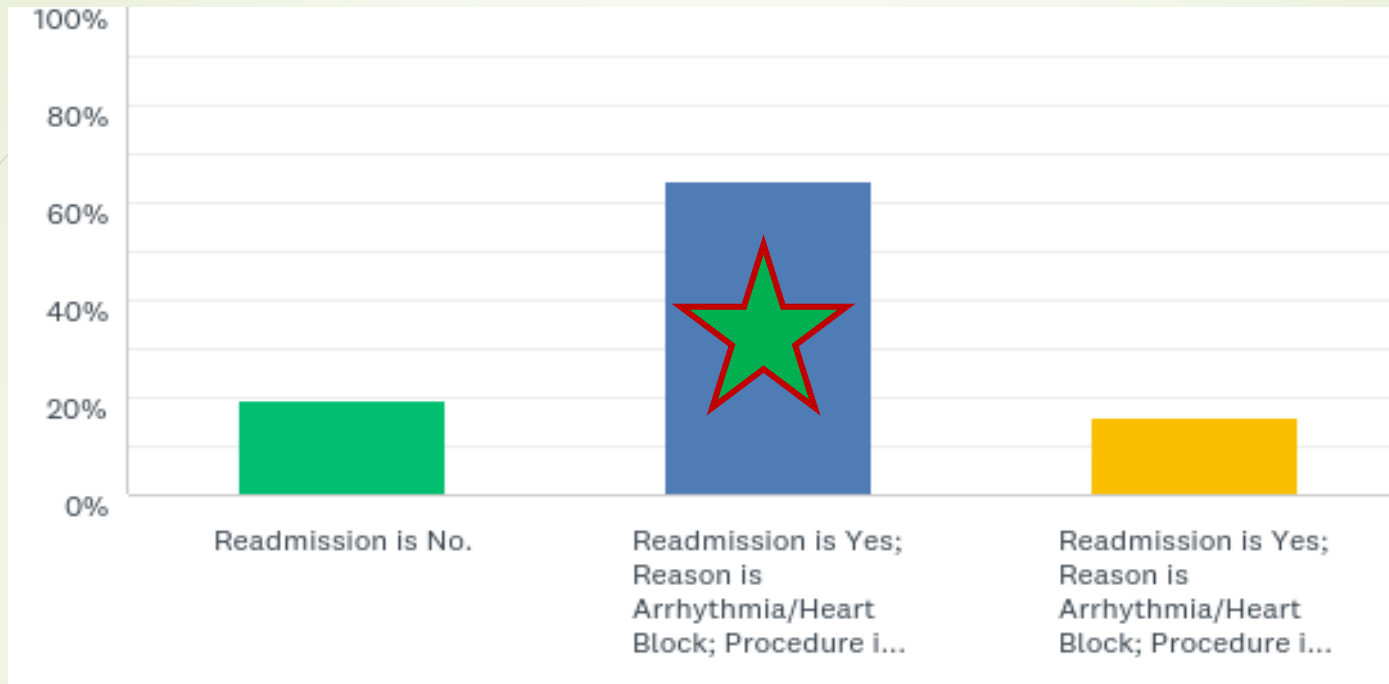 100%
80%
60%
40%
20%
0%
Readmission is No.
Readmission is Yes;
Reason is
Arrhythmia/Heart
Block; Procedure i...
Readmission is Yes;
Reason is
Arrhythmia/Heart
Block; Procedure i...